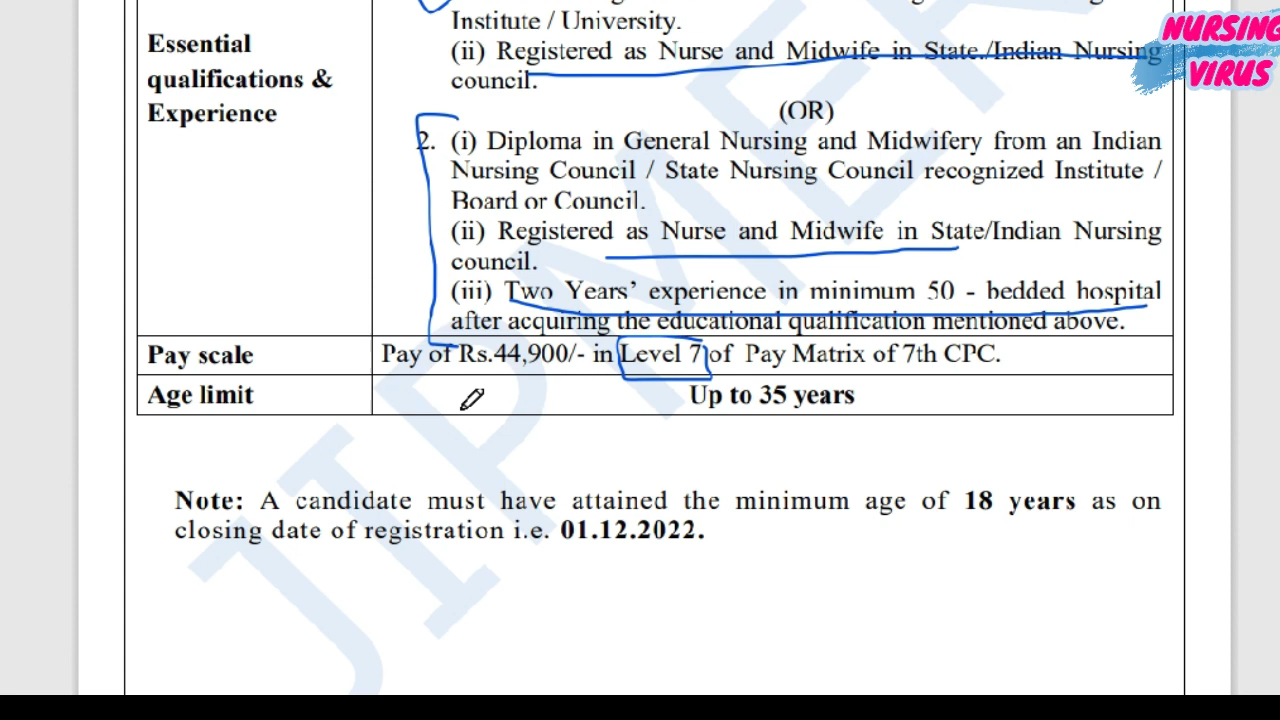 Institute / University.
NURSING
VIRUS
Essential
qualifications &
Experience
(ii) Registered as Nurse and Midwife in State./Indian Nursing
council.
(OR)
2. (i) Diploma in General Nursing and Midwifery from an Indian
Nursing Council / State Nursing Council recognized Institute /
Board or Council.
(ii) Registered as Nurse and Midwife in State/Indian Nursing
council.
(iii) Two Years’ experience in minimum 50 - bedded hospital
after acquiring the educational qualification mentioned above.
Pay scale
Pay of Rs.44,900/- in Level 7 of Pay Matrix of 7th CPC.
Age limit
Up to 35 years
Note: A candidate must have attained the minimum age of 18 years as on
closing date of registration i.e. 01.12.2022.
JIPMER